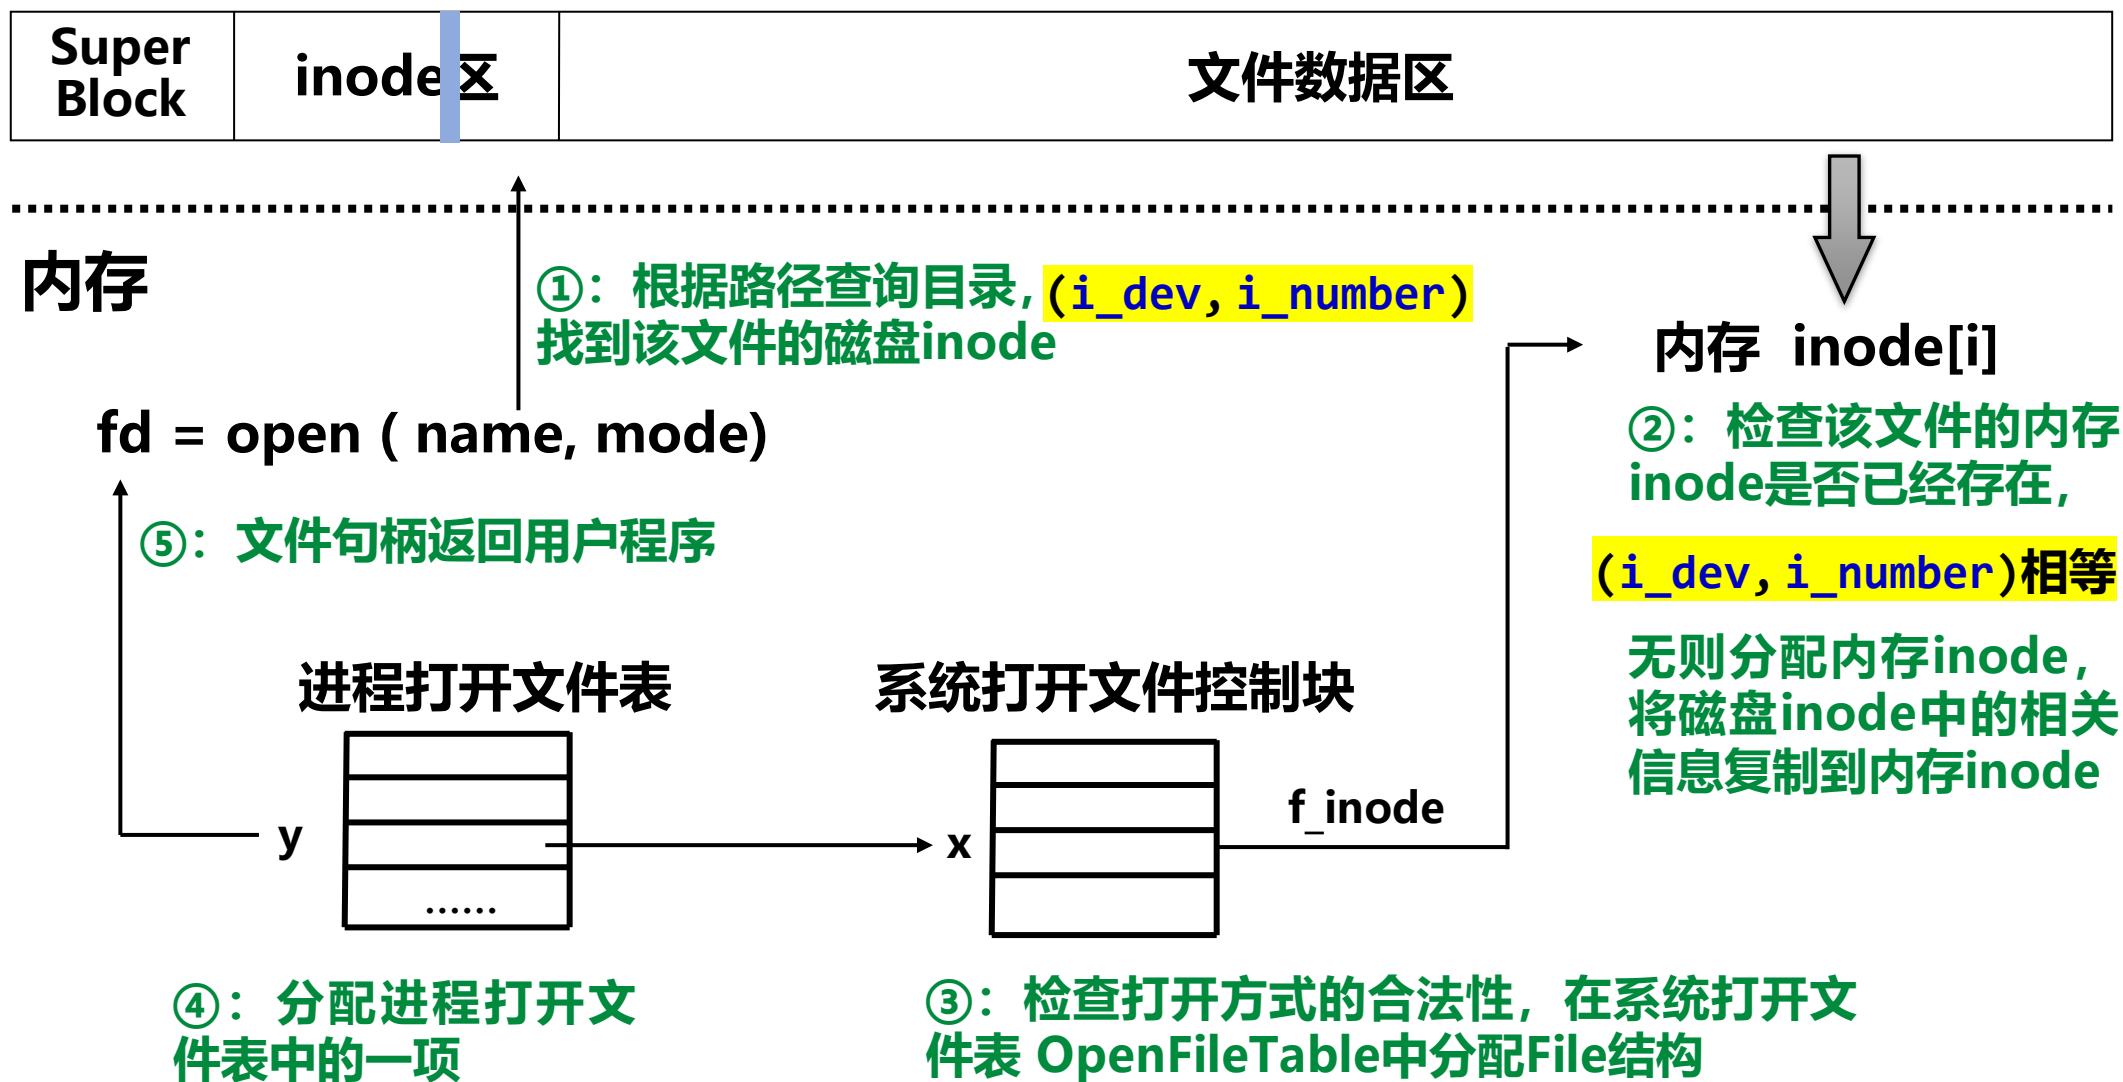 Super
Block
inode区
文件数据区
内存
①：根据路径查询目录，(i_dev, i_number)
找到该文件的磁盘inode
内存 inode[i]
fd = open ( name, mode)
②：检查该文件的内存
inode是否已经存在，
⑤：文件句柄返回用户程序
(i_dev, i_number)相等
无则分配内存inode，
将磁盘inode中的相关
信息复制到内存inode
进程打开文件表
系统打开文件控制块
f_inode
y
x
......
④：分配进程打开文
件表中的一项
③：检查打开方式的合法性，在系统打开文
件表 OpenFileTable中分配File结构